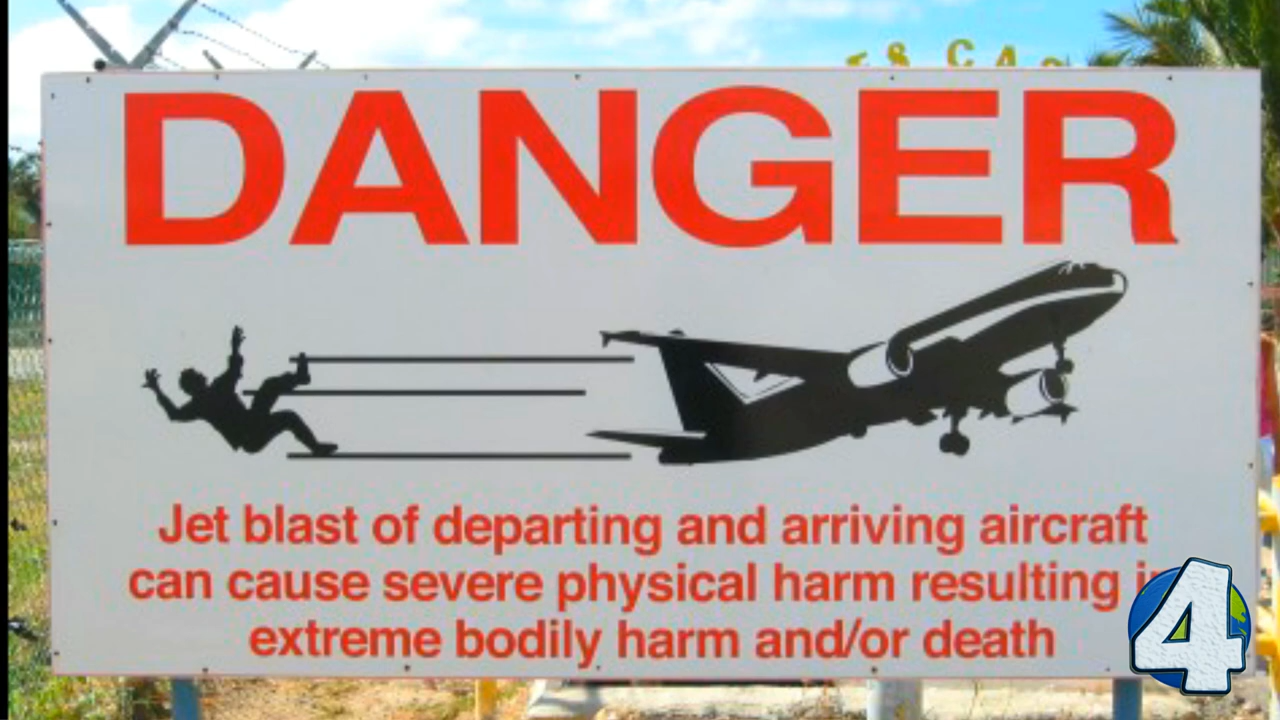 DANGER
Jet blast of departing and arriving aircraft
can cause severe physical harm resulting
extreme bodily harm and/or death
4